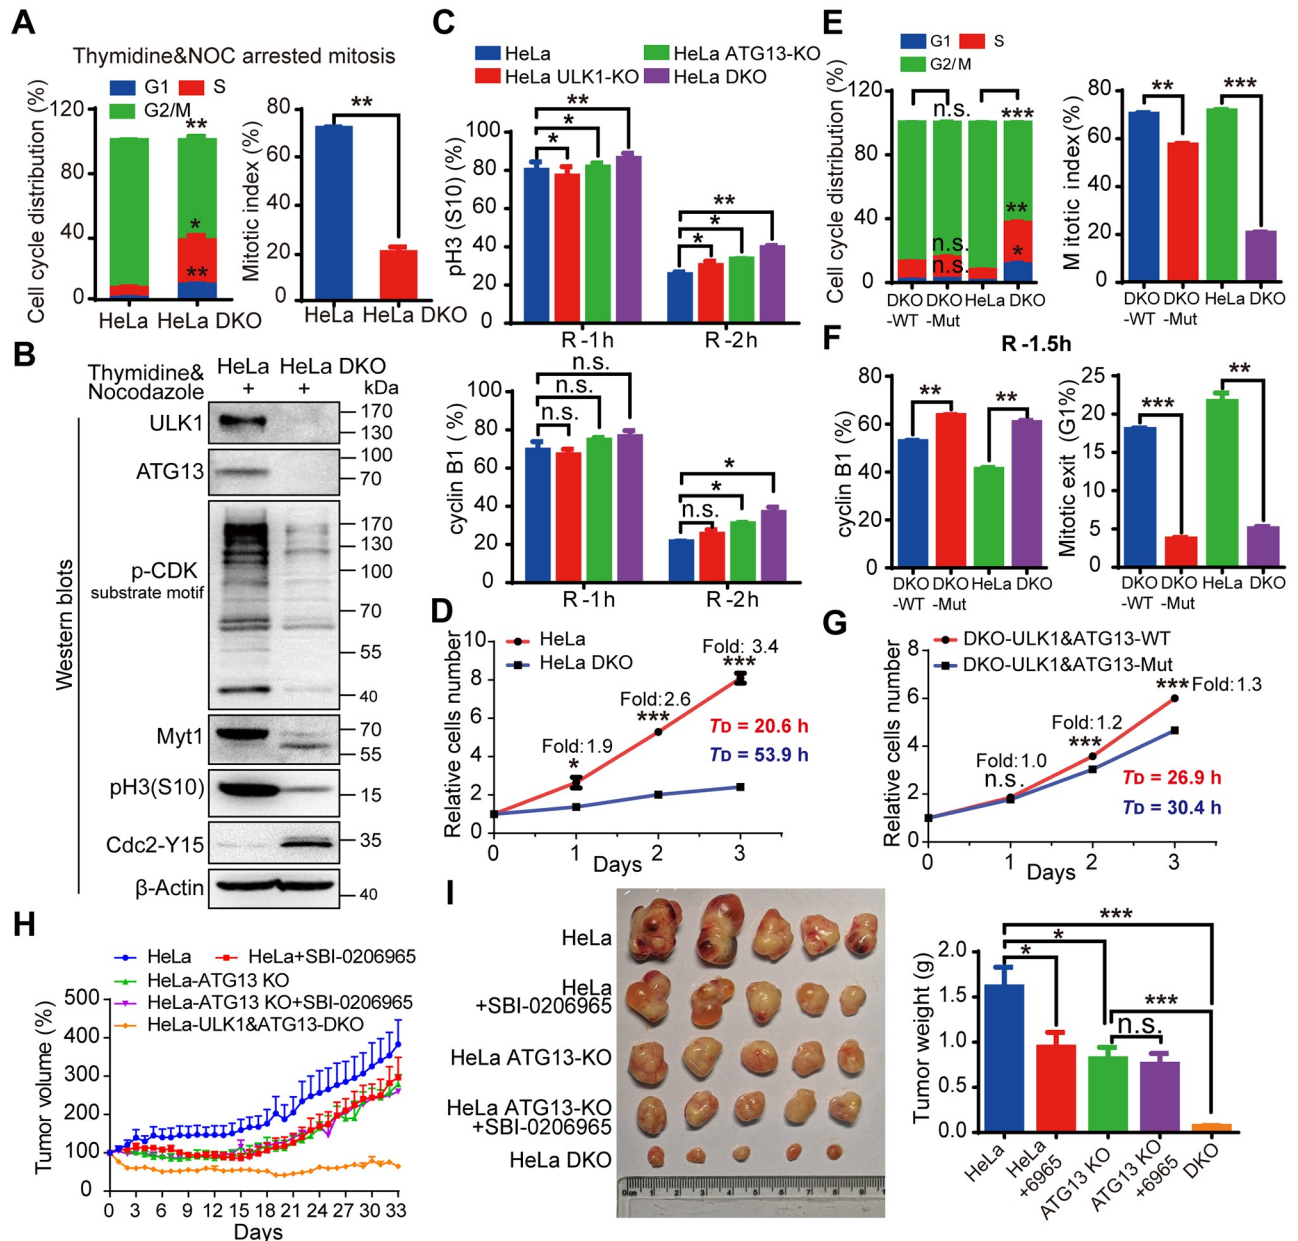 A
Thymidine&NOC arrested mitosis
G1 S
G2/M
Cell cycle distribution (%)
120
80
40
0
**
*
**
HeLa HeLa DKO
Mitotic index (%)
80
60
40
20
0
**
HeLa HeLa DKO
B
HeLa HeLa DKO
Thymidine&
Nocodazole + + kDa
Western blots
ULK1
170
130
ATG13
100
70
p-CDK
substrate motif
170
130
100
70
55
40
Myt1
70
55
pH3(S10)
15
Cdc2-Y15
35
β-Actin
40
C
HeLa HeLa ATG13-KO
HeLa ULK1-KO HeLa DKO
pH3 (S10) (%)
100
80
60
40
20
0
**
*
*
**
*
*
R -1h R -2h
cyclin B1 (%)
100
80
60
40
20
0
n.s.
n.s.
n.s.
*
*
n.s.
R -1h R -2h
D
HeLa
HeLa DKO
Relative cells number
10
8
6
4
2
0
Fold: 3.4
***
Fold:2.6
***
Fold:1.9
*
TD = 20.6 h
TD = 53.9 h
0 1 2 3
Days
E
G1 S
G2/M
Cell cycle distribution (%)
120
80
40
0
n.s. ***
**
n.s.
n.s. *
DKO DKO HeLa DKO
-WT -Mut
Mitotic index (%)
80
60
40
20
0
** ***
DKO DKO HeLa DKO
-WT -Mut
F
R -1.5h
cyclin B1 (%)
80
60
40
20
0
** **
DKO DKO HeLa DKO
-WT -Mut
Mitotic exit (G1%)
25
20
15
10
5
0
*** **
DKO DKO HeLa DKO
-WT -Mut
G
DKO-ULK1&ATG13-WT
DKO-ULK1&ATG13-Mut
Relative cells number
8
6
4
2
0
*** Fold:1.3
Fold:1.2
***
Fold:1.0
n.s.
TD = 26.9 h
TD = 30.4 h
0 1 2 3
Days
H
HeLa HeLa+SBI-0206965
HeLa-ATG13 KO
HeLa-ATG13 KO+SBI-0206965
HeLa-ULK1&ATG13-DKO
Tumor volume (%)
500
400
300
200
100
0
0 3 6 9 12 15 18 21 24 27 30 33
Days
I
HeLa
HeLa
+SBI-0206965
HeLa ATG13-KO
HeLa ATG13-KO
+SBI-0206965
HeLa DKO
0cm 1 2 3 4 5 6 7 8 9 1
Tumor weight (g)
2.0
1.5
1.0
0.5
0.0
***
*
*
***
n.s.
HeLa
HeLa
+6965
ATG13 KO
ATG13 KO
+6965
DKO